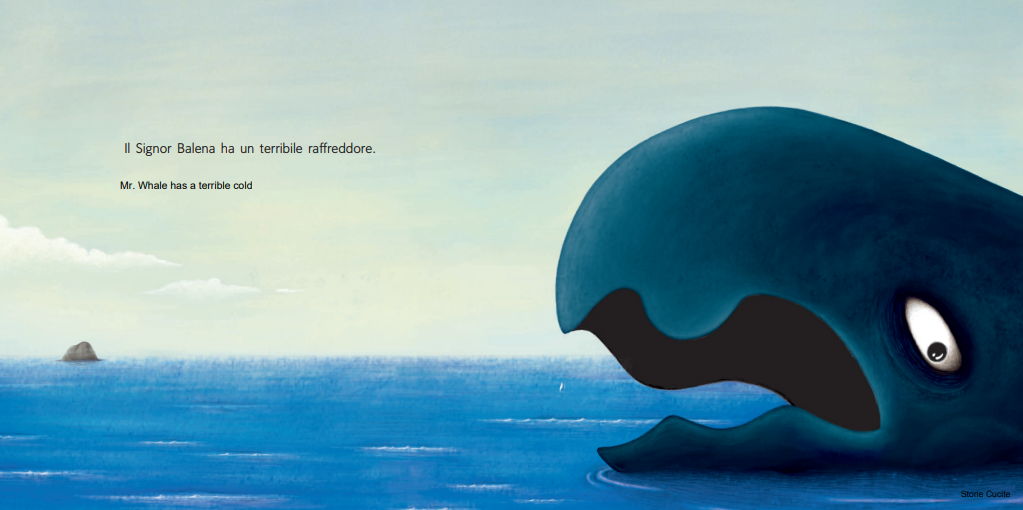 Il Signor Balena ha un terribile raffreddore.
Mr. Whale has a terrible cold
Storie Cucite